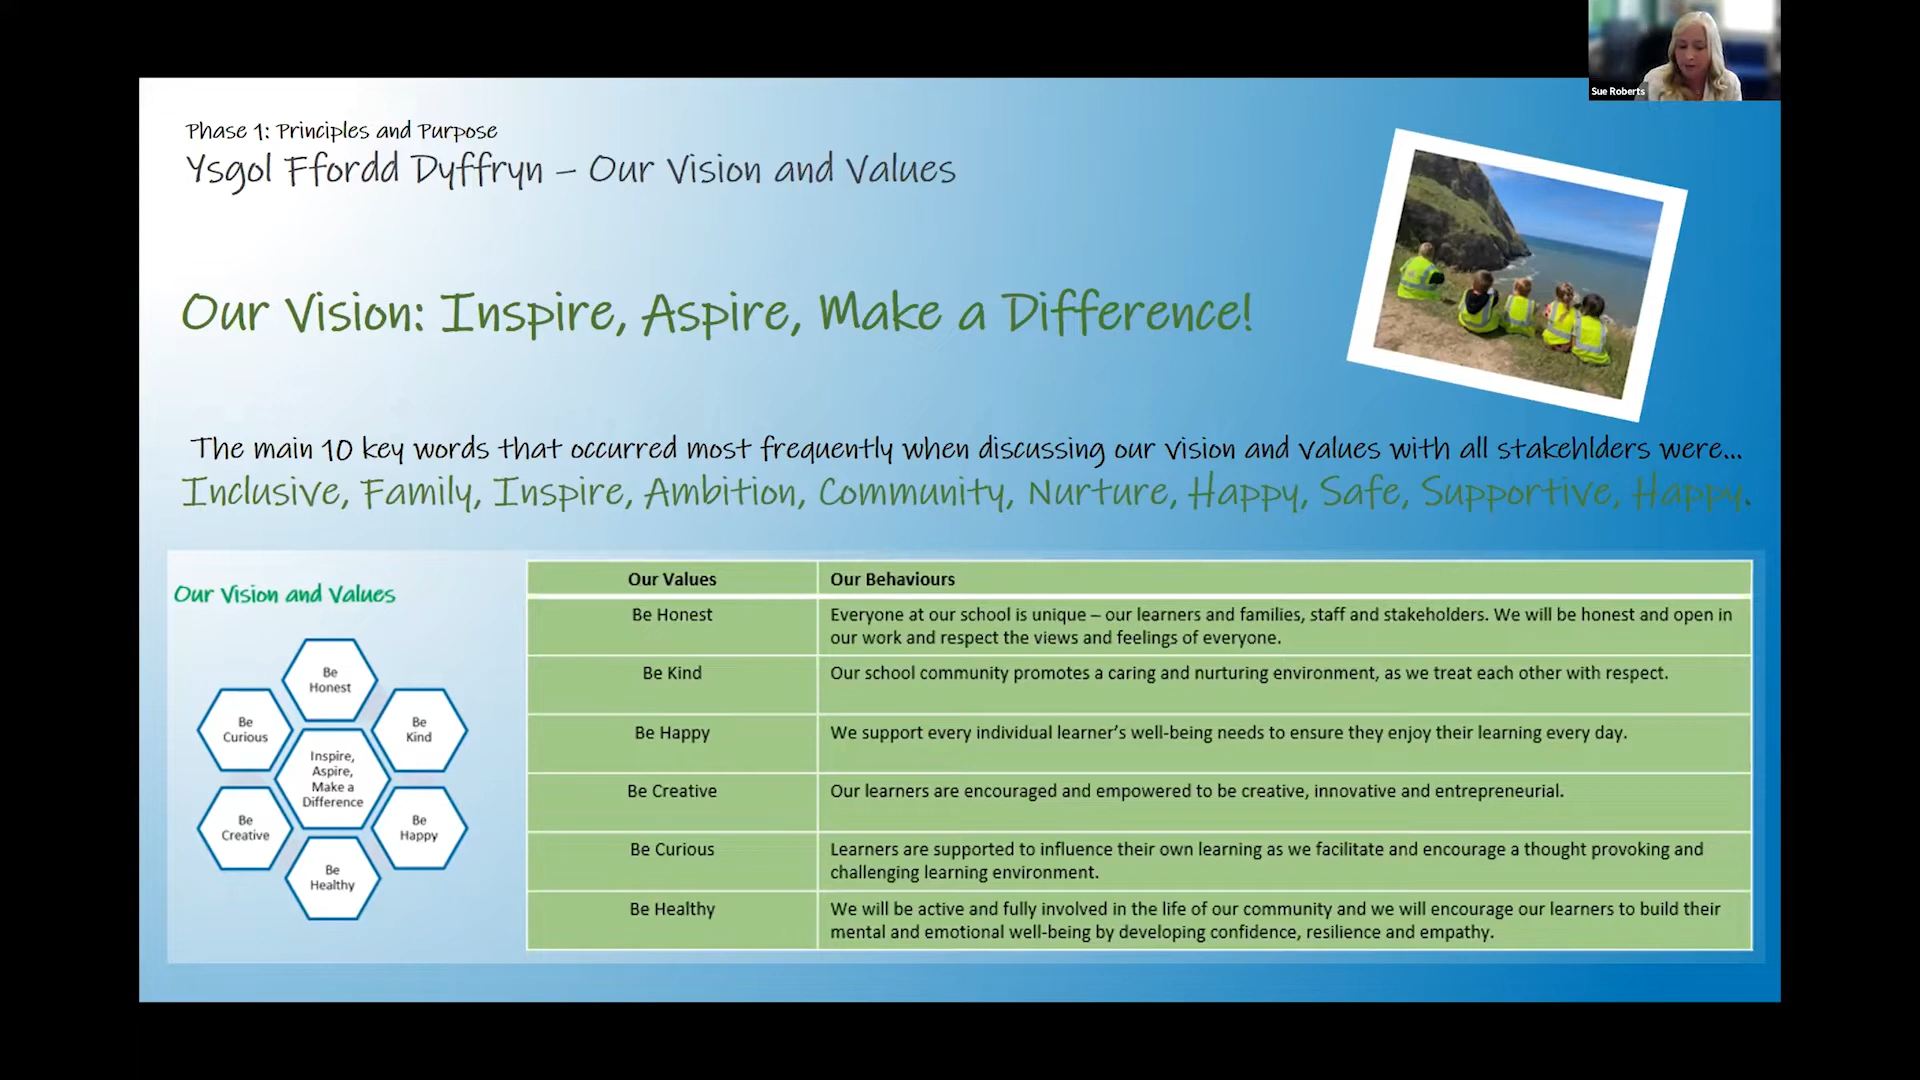 Sue Roberts
Phase 1: Principles and Purpose
Ysgol Ffordd Dyffryn – Our Vision and Values
Our Vision: Inspire, Aspire, Make a Difference!
The main 10 key words that occurred most frequently when discussing our vision and values with all stakehlders were...
Inclusive, Family, Inspire, Ambition, Community, Nurture, Happy, Safe, Supportive, Happy.
Our Vision and Values
Be
Honest
Be
Curious
Be
Kind
Inspire,
Aspire,
Make a
Difference
Be
Creative
Be
Happy
Be
Healthy
Our Values
Our Behaviours
Be Honest
Everyone at our school is unique – our learners and families, staff and stakeholders. We will be honest and open in
our work and respect the views and feelings of everyone.
Be Kind
Our school community promotes a caring and nurturing environment, as we treat each other with respect.
Be Happy
We support every individual learner's well-being needs to ensure they enjoy their learning every day.
Be Creative
Our learners are encouraged and empowered to be creative, innovative and entrepreneurial.
Be Curious
Learners are supported to influence their own learning as we facilitate and encourage a thought provoking and
challenging learning environment.
Be Healthy
We will be active and fully involved in the life of our community and we will encourage our learners to build their
mental and emotional well-being by developing confidence, resilience and empathy.